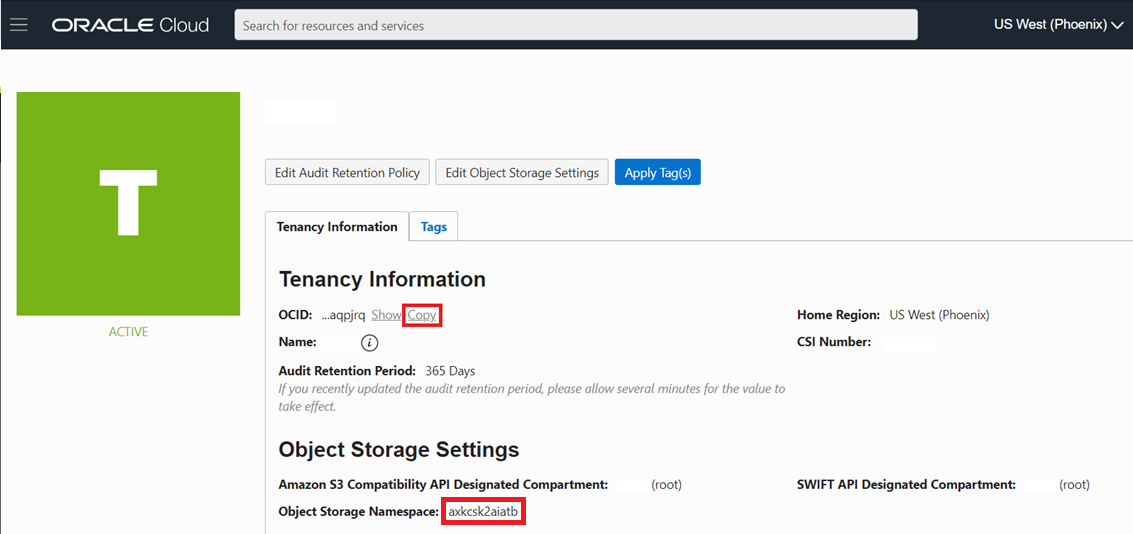 ORACLE Cloud
Search for resources and services
US West (Phoenix)
T
ACTIVE
Edit Audit Retention Policy
Edit Object Storage Settings
Apply Tag(s)
Tenancy Information
Tags
Tenancy Information
OCID: ...aqpjrq Show Copy
Home Region: US West (Phoenix)
Name: i
CSI Number:
Audit Retention Period: 365 Days
If you recently updated the audit retention period, please allow several minutes for the value to
take effect.
Object Storage Settings
Amazon S3 Compatibility API Designated Compartment: (root)
SWIFT API Designated Compartment: (root)
Object Storage Namespace: axkcsk2aiatb